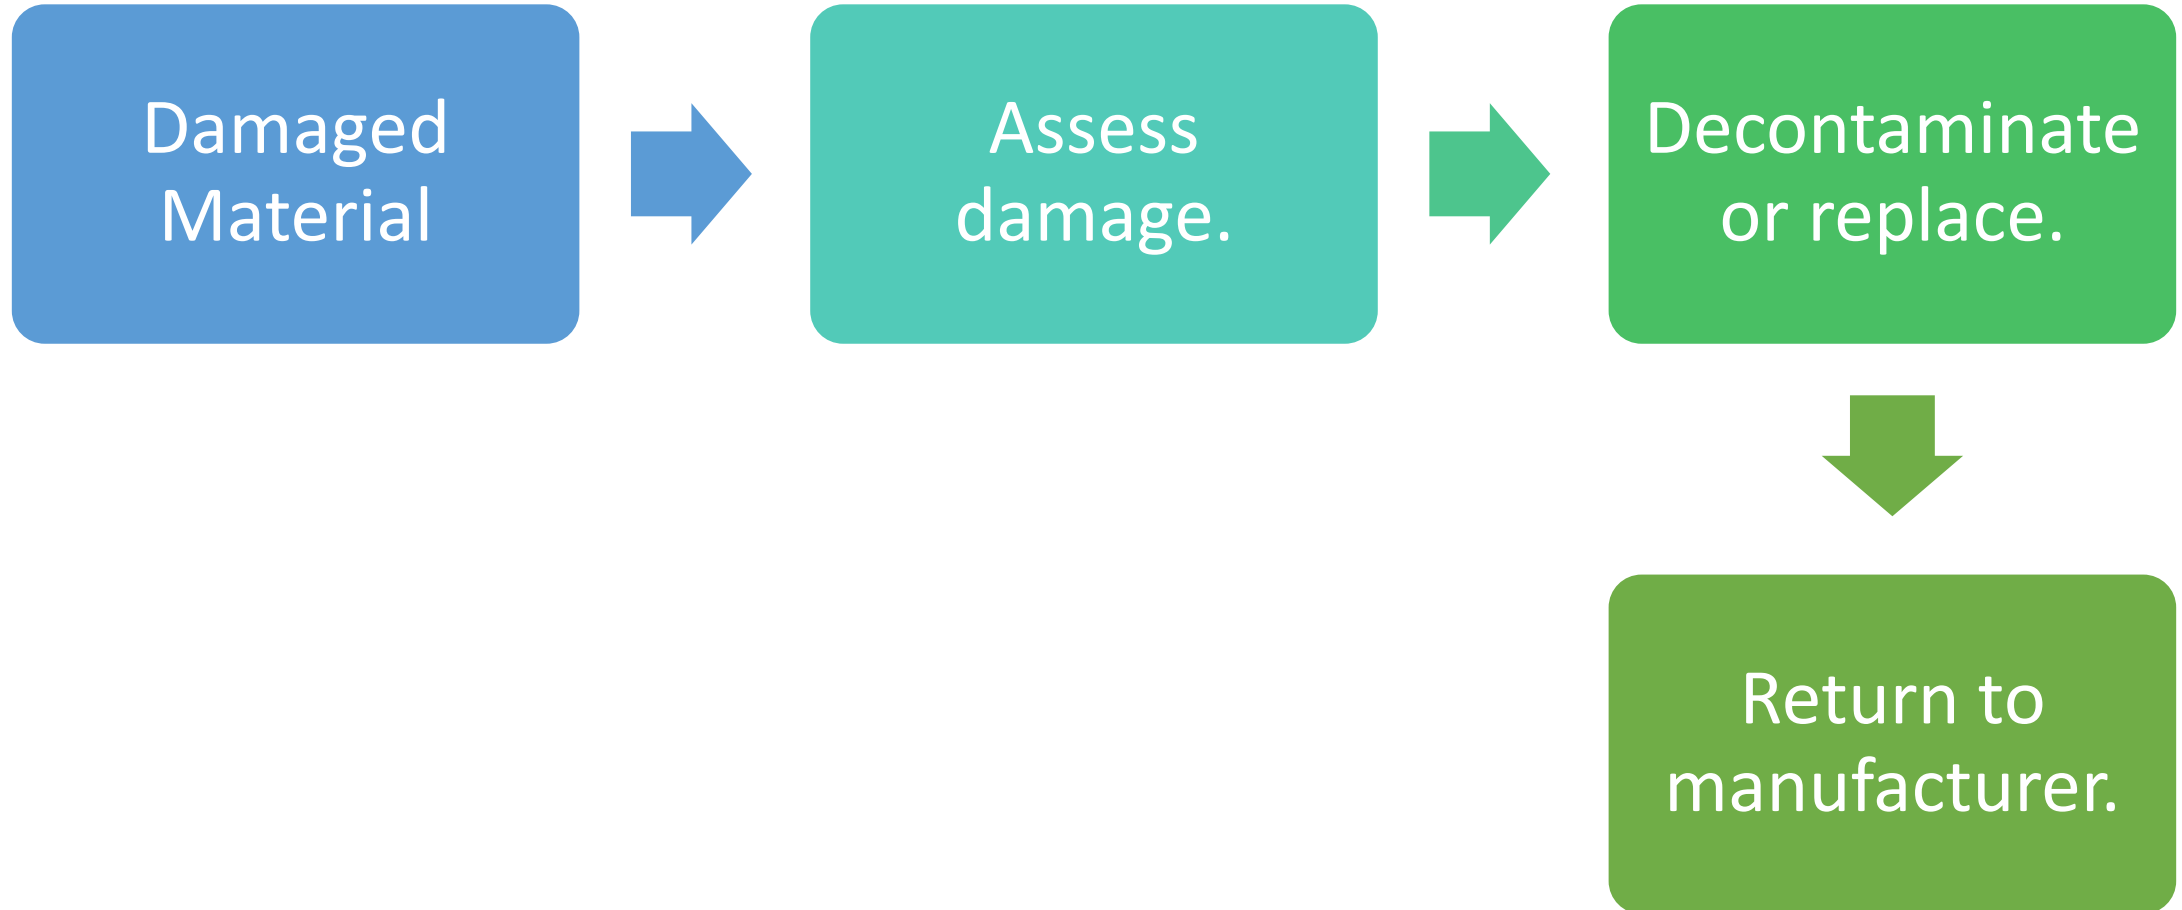 Damaged
Material
Assess
damage.
Decontaminate
or replace.
Return to
manufacturer.